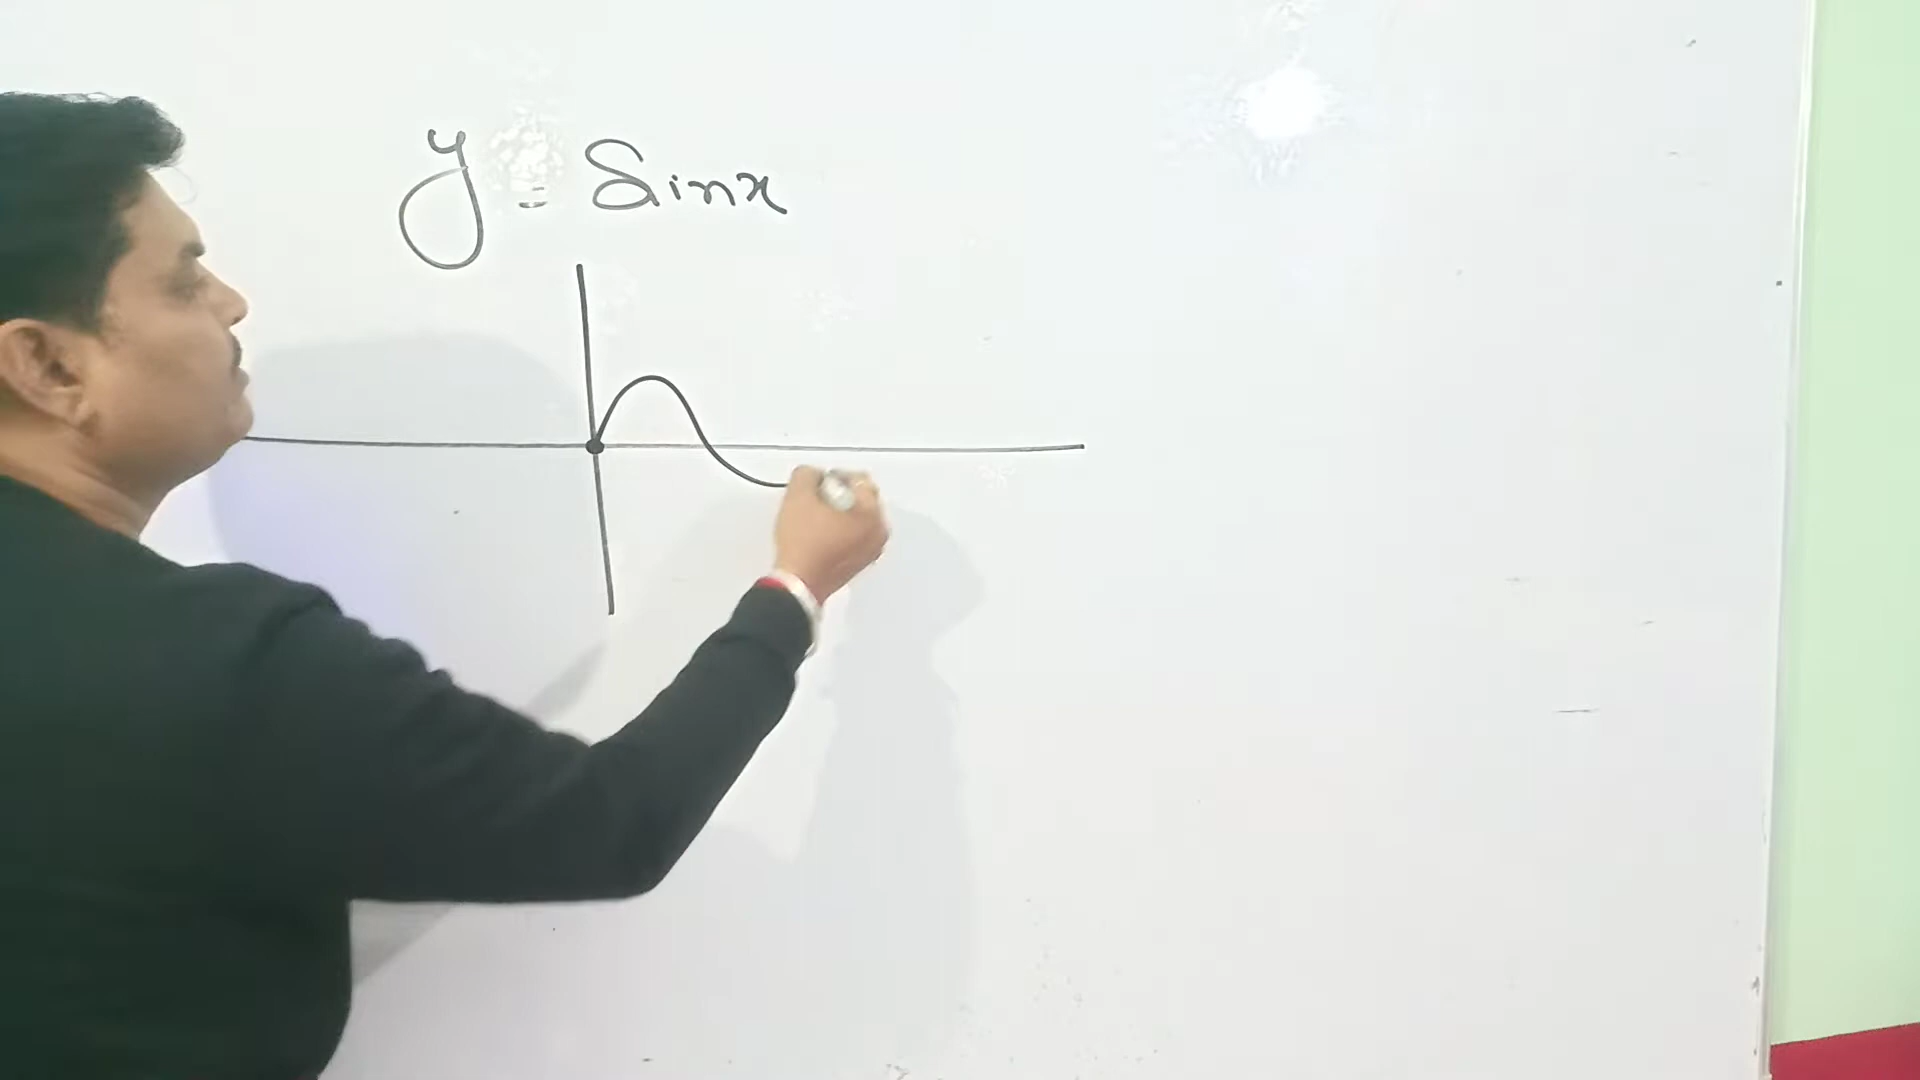 y = Sinx